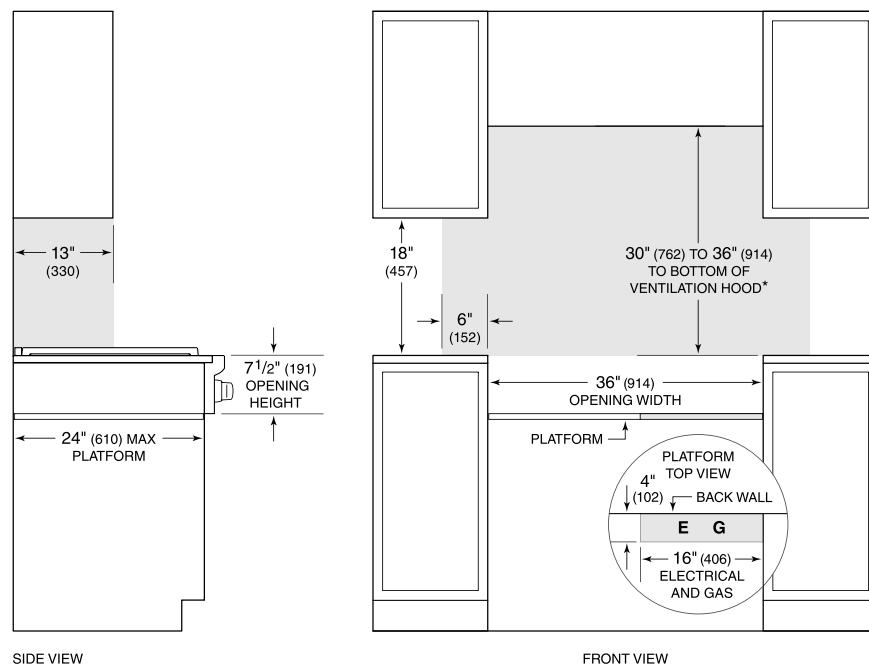 13"
(330)
7 1/2" (191)
OPENING
HEIGHT
24" (610) MAX
PLATFORM
SIDE VIEW
18"
(457)
30" (762) TO 36" (914)
TO BOTTOM OF
VENTILATION HOOD*
6"
(152)
36" (914)
OPENING WIDTH
PLATFORM
PLATFORM
TOP VIEW
4"
(102)
BACK WALL
E G
16" (406)
ELECTRICAL
AND GAS
FRONT VIEW